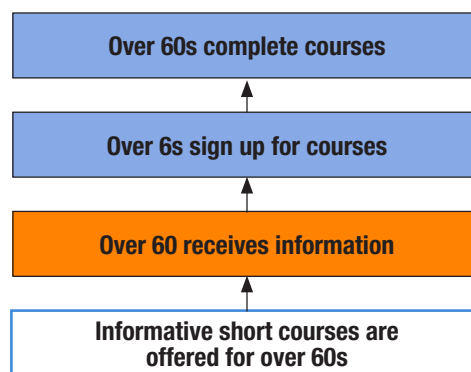 Over 60s complete courses
Over 6s sign up for courses
Over 60 receives information
Informative short courses are
offered for over 60s